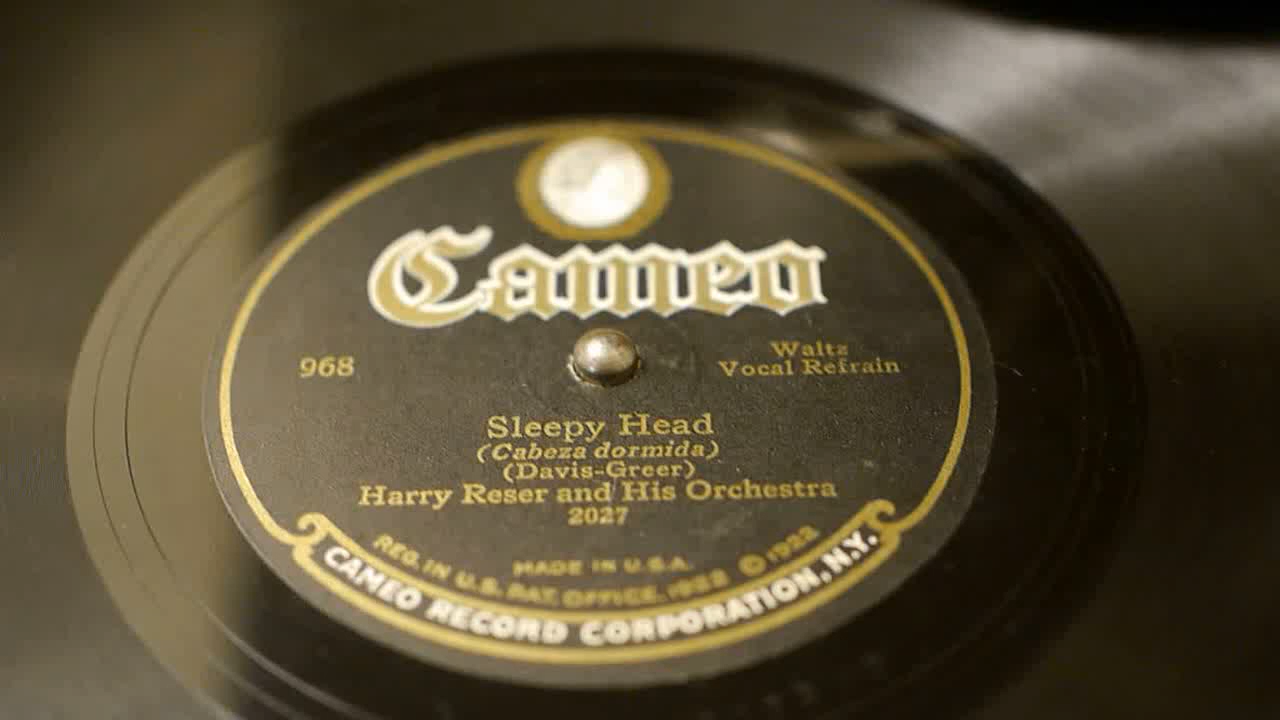 Cameo
968
Waltz
Vocal Refrain
Sleepy Head
(Cabeza dormida)
(Davis-Greer)
Harry Reser and His Orchestra
2027
MADE IN U.S.A.
REG. IN U.S. PAT. OFFICE, 1922 © 1922
CAMEO RECORD CORPORATION, N.Y.